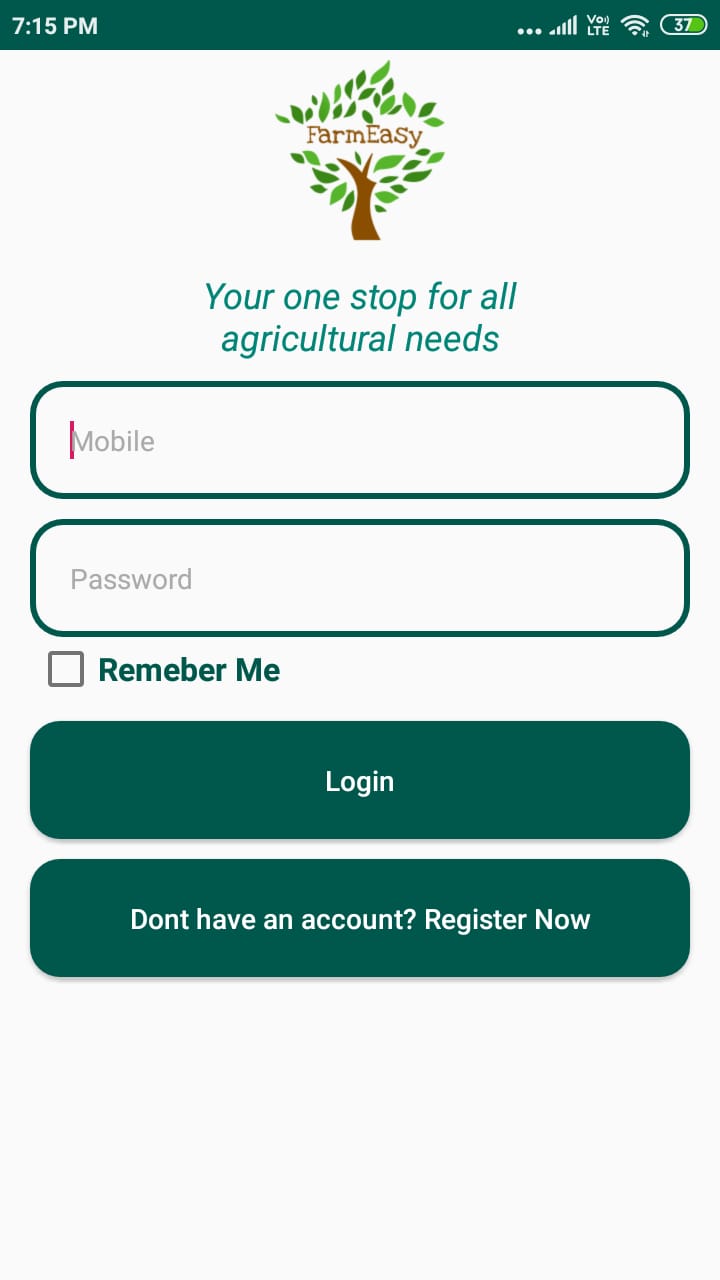 7:15 PM
Vo)) LTE
37
FarmEasy
Your one stop for all
agricultural needs
Mobile
Password
Remeber Me
Login
Dont have an account? Register Now